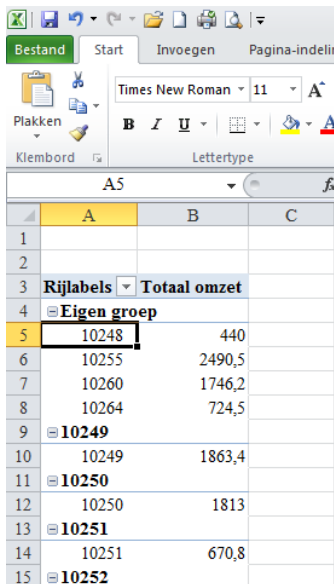 Bestand Start Invoegen Pagina-indelin
Plakken
Times New Roman 11 A
B I U A
Klembord Lettertype
A5
A B C
1
2
3 Rijlabels Totaal omzet
4 Eigen groep
5 10248 440
6 10255 2490,5
7 10260 1746,2
8 10264 724,5
9 10249
10 10249 1863,4
11 10250
12 10250 1813
13 10251
14 10251 670,8
15 10252